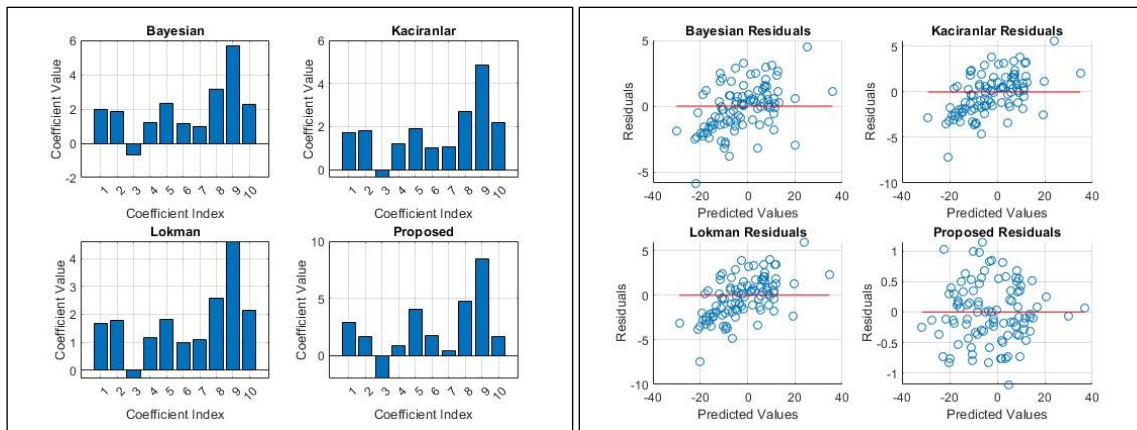 Bayesian
Coefficient Value
6
4
2
0
-2
1 2 3 4 5 6 7 8 9 10
Coefficient Index
Kaciranlar
Coefficient Value
6
4
2
0
1 2 3 4 5 6 7 8 9 10
Coefficient Index
Lokman
Coefficient Value
4
3
2
1
0
1 2 3 4 5 6 7 8 9 10
Coefficient Index
Proposed
Coefficient Value
10
5
0
1 2 3 4 5 6 7 8 9 10
Coefficient Index
Bayesian Residuals
Residuals
5
0
-5
-40 -20 0 20 40
Predicted Values
Kaciranlar Residuals
Residuals
5
0
-5
-10
-40 -20 0 20 40
Predicted Values
Lokman Residuals
Residuals
5
0
-5
-10
-40 -20 0 20 40
Predicted Values
Proposed Residuals
Residuals
1
0.5
0
-0.5
-1
-40 -20 0 20 40
Predicted Values